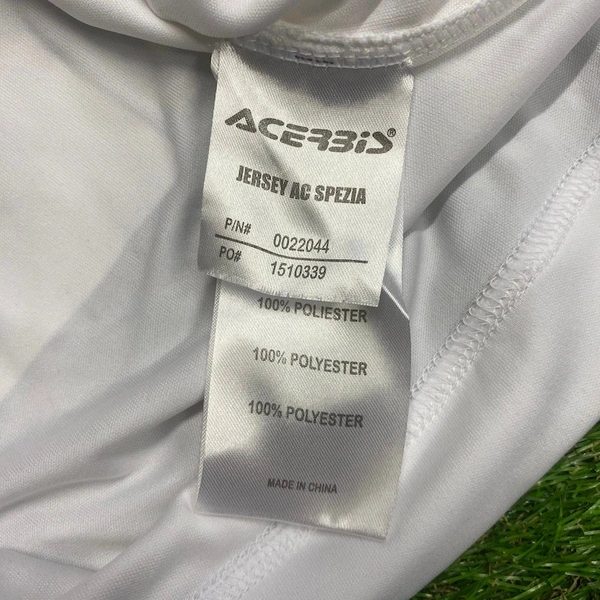 ACERBIS®
JERSEY AC SPEZIA
P/N# 0022044
PO# 1510339
100% POLIESTER
100% POLYESTER
100% POLYESTER
MADE IN CHINA